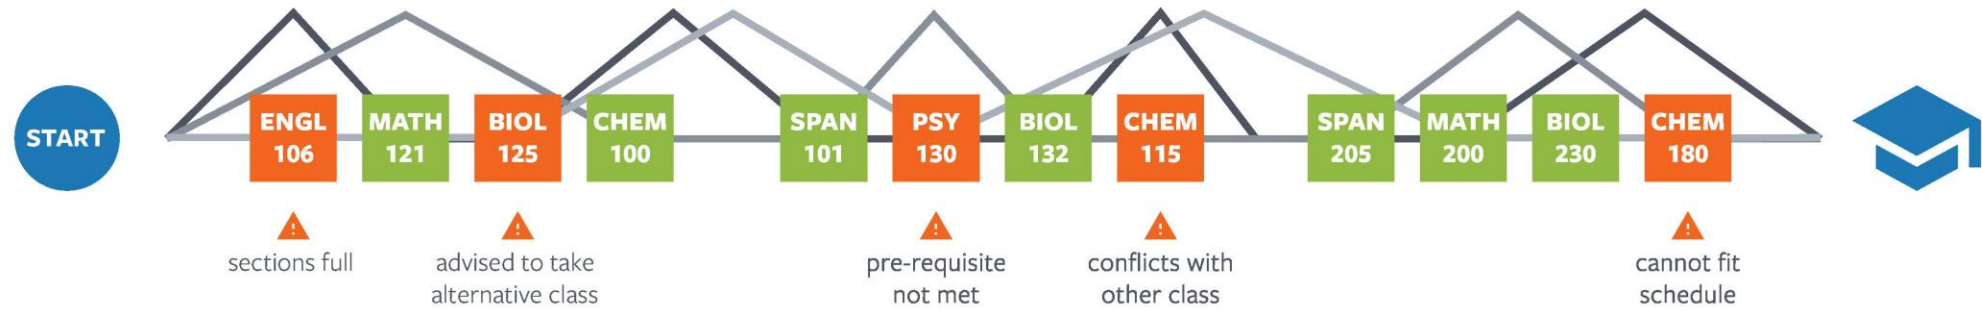 START
ENGL
106
MATH
121
BIOL
125
CHEM
100
SPAN
101
PSY
130
BIOL
132
CHEM
115
SPAN
205
MATH
200
BIOL
230
CHEM
180
sections full
advised to take
alternative class
pre-requisite
not met
conflicts with
other class
cannot fit
schedule